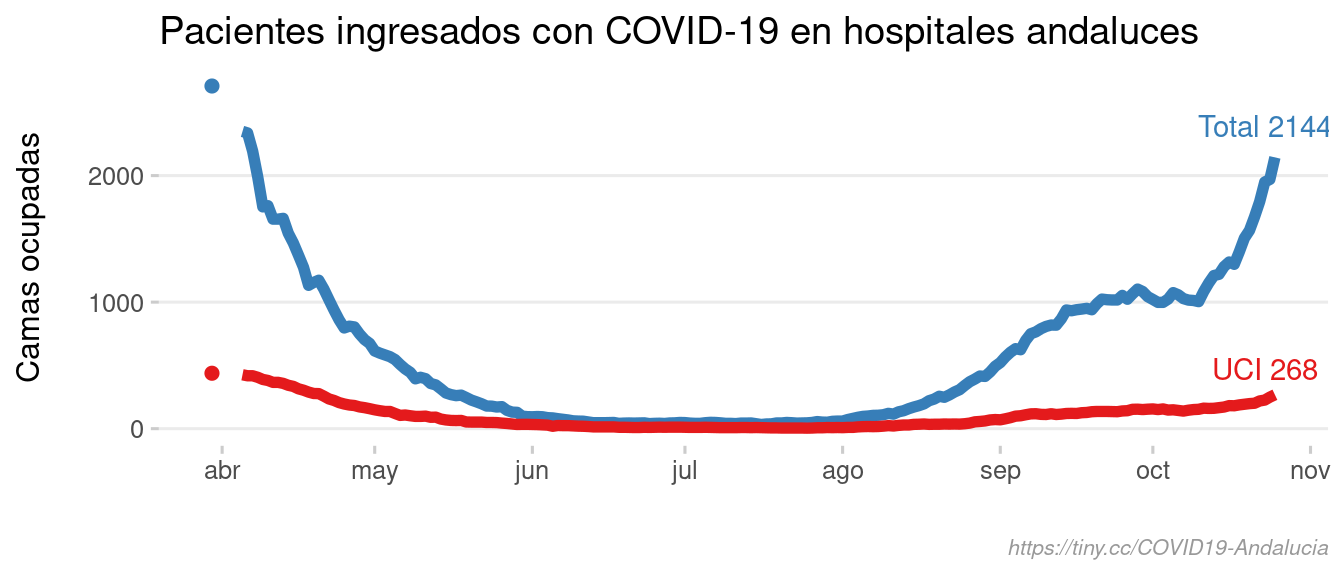 Pacientes ingresados con COVID-19 en hospitales andaluces
Camas ocupadas
Total 2144
2000
1000
UCI 268
0
abr may jun jul ago sep oct nov
https://tiny.cc/COVID19-Andalucia